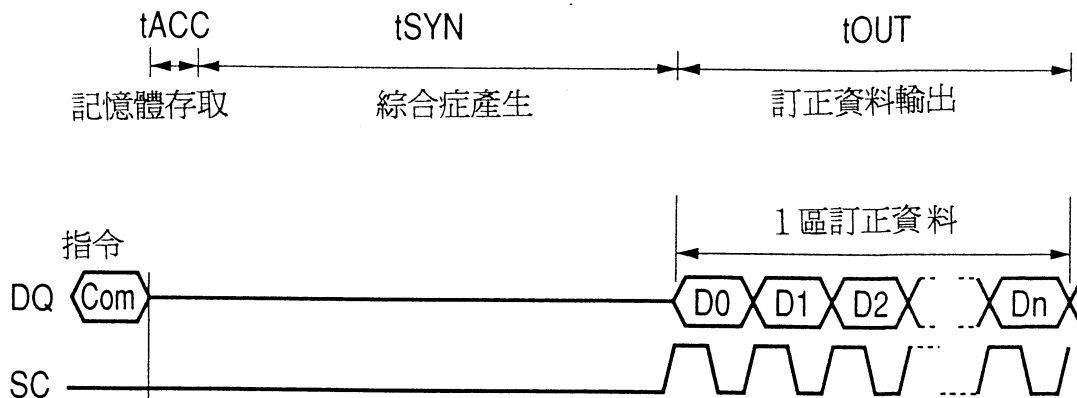 tACC tSYN tOUT
記憶體存取 綜合症產生 訂正資料輸出
1區訂正資料
指令
DQ Com D0 D1 D2 Dn
SC